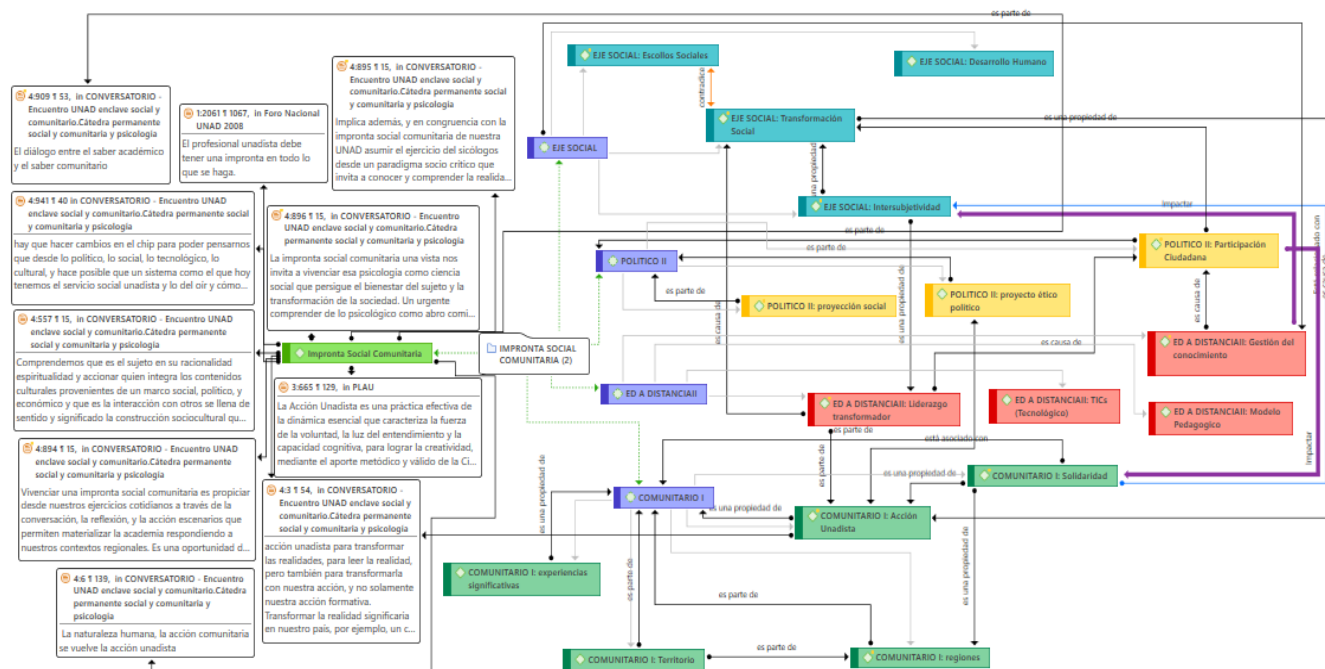 4:909 ¶ 53, in CONVERSATORIO -
Encuentro UNAD enclave social y
comunitario.Cátedra permanente
social y comunitaria y psicologia
El diálogo entre el saber académico
y el saber comunitario
1:2061 ¶ 1067, in Foro Nacional
UNAD 2008
El profesional unadista debe
tener una impronta en todo lo
que se haga.
4:895 ¶ 15, in CONVERSATORIO -
Encuentro UNAD enclave social y
comunitario.Cátedra permanente social
y comunitaria y psicologia
Implica además, y en congruencia con la
impronta social comunitaria de nuestra
UNAD asumir el ejercicio del sicólogos
desde un paradigma socio critico que
invita a conocer y comprender la realida...
4:941 ¶ 40 in CONVERSATORIO - Encuentro UNAD
enclave social y comunitario.Cátedra permanente social
y comunitaria y psicologia
hay que hacer cambios en el chip para poder pensarnos
que desde lo político, lo social, lo tecnológico, lo
cultural, y hace posible que un sistema como el que hoy
tenemos el servicio social unadista y lo del oír y cómo...
4:896 ¶ 15, in CONVERSATORIO - Encuentro
UNAD enclave social y comunitario.Cátedra
permanente social y comunitaria y psicologia
La impronta social comunitaria una vista nos
invita a vivenciar esa psicología como ciencia
social que persigue el bienestar del sujeto y la
transformación de la sociedad. Un urgente
comprender de lo psicológico como abro comi...
4:557 ¶ 15, in CONVERSATORIO - Encuentro UNAD
enclave social y comunitario.Cátedra permanente
social y comunitaria y psicologia
Comprendemos que es el sujeto en su racionalidad
espiritualidad y accionar quien integra los contenidos
culturales provenientes de un marco social, político, y
económico y que es la interacción con otros se llena de
sentido y significado la construcción sociocultural qu...
Impronta Social Comunitaria
IMPRONTA SOCIAL
COMUNITARIA (2)
3:665 ¶ 129, in PLAU
La Acción Unadista es una práctica efectiva de
la dinámica esencial que caracteriza la fuerza
de la voluntad, la luz del entendimiento y la
capacidad cognitiva, para lograr la creatividad,
mediante el aporte metódico y válido de la Ci...
4:894 ¶ 15, in CONVERSATORIO - Encuentro UNAD
enclave social y comunitario.Cátedra permanente social
y comunitaria y psicologia
Vivenciar una impronta social comunitaria es propiciar
desde nuestros ejercicios cotidianos a través de la
conversación, la reflexión, y la acción escenarios que
permiten materializar la academia respondiendo a
nuestros contextos regionales. Es una oportunidad d...
4:3 ¶ 54, in CONVERSATORIO -
Encuentro UNAD enclave social y
comunitario.Cátedra permanente social
y comunitaria y psicologia
acción unadista para transformar
las realidades, para leer la realidad,
pero también para transformarla
con nuestra acción, y no solamente
nuestra acción formativa.
Transformar la realidad significaria
en nuestro país, por ejemplo, un c...
4:6 ¶ 139, in CONVERSATORIO - Encuentro
UNAD enclave social y comunitario.Cátedra
permanente social y comunitaria y
psicologia
La naturaleza humana, la acción comunitaria
se vuelve la acción unadista
es parte de
EJE SOCIAL: Escollos Sociales
EJE SOCIAL: Desarrollo Humano
contradice
EJE SOCIAL: Transformación
Social
es una propiedad de
EJE SOCIAL
una propiedad
EJE SOCIAL: Intersubjetividad
Impactar
POLITICO II: Participación
Ciudadana
es parte de
POLITICO II
POLITICO II: proyecto ético
politico
es parte de
POLITICO II: proyección social
es causa de
es una propiedad de
es causa de
ED A DISTANCIAII: Gestión del
conocimiento
es causa de
ED A DISTANCIAII
ED A DISTANCIAII: Liderazgo
transformador
ED A DISTANCIAII: TICs
(Tecnológico)
ED A DISTANCIAII: Modelo
Pedagogico
es parte de
es parte de
está asociado con
Impactar
es una propiedad de
COMUNITARIO I: Solidaridad
COMUNITARIO I
es una propiedad de
es una propiedad de
COMUNITARIO I: Acción
Unadista
COMUNITARIO I: experiencias
significativas
es parte de
es una propiedad de
es parte de
COMUNITARIO I: Territorio
es parte de
COMUNITARIO I: regiones